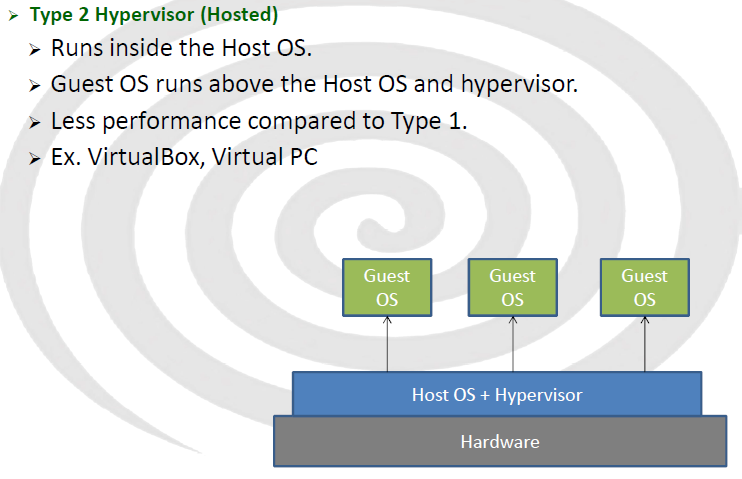 Type 2 Hypervisor (Hosted)
Runs inside the Host OS.
Guest OS runs above the Host OS and hypervisor.
Less performance compared to Type 1.
Ex. VirtualBox, Virtual PC
Guest
OS
Guest
OS
Guest
OS
Host OS + Hypervisor
Hardware